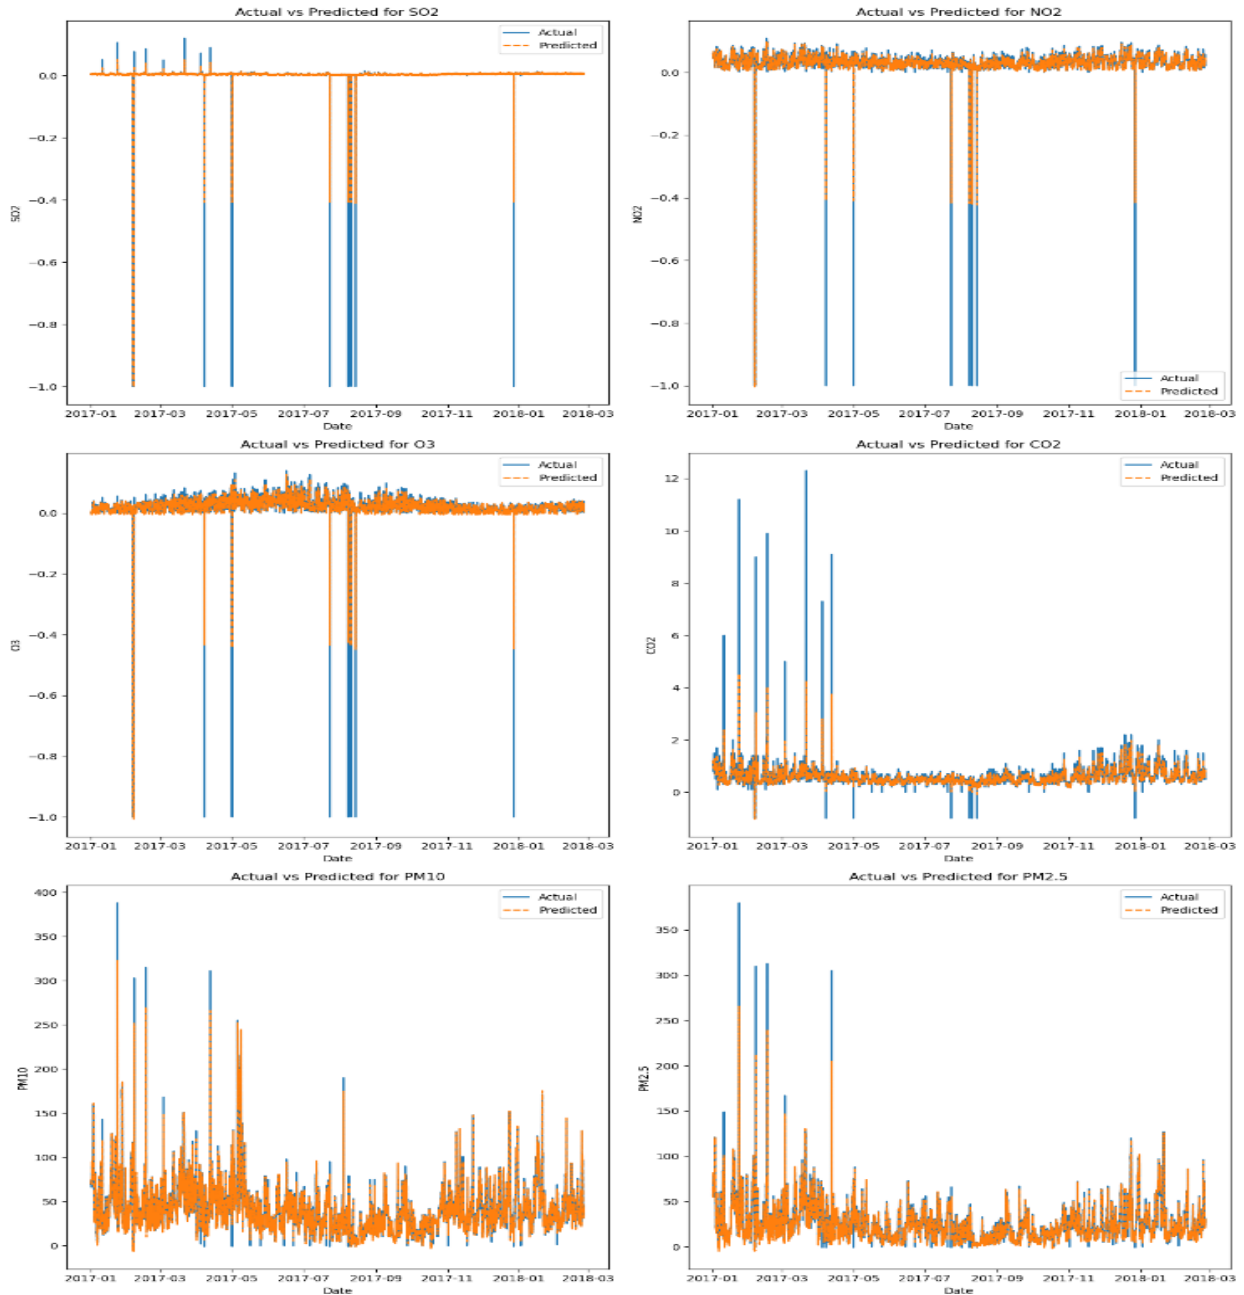 Actual vs Predicted for SO2
Actual
Predicted
0.0
−0.2
−0.4
−0.6
−0.8
−1.0
SO2
2017-01 2017-03 2017-05 2017-07 2017-09 2017-11 2018-01 2018-03
Date
Actual vs Predicted for NO2
0.0
−0.2
−0.4
−0.6
−0.8
−1.0
NO2
Actual
Predicted
2017-01 2017-03 2017-05 2017-07 2017-09 2017-11 2018-01 2018-03
Date
Actual vs Predicted for O3
Actual
Predicted
0.0
−0.2
−0.4
−0.6
−0.8
−1.0
O3
2017-01 2017-03 2017-05 2017-07 2017-09 2017-11 2018-01 2018-03
Date
Actual vs Predicted for CO2
Actual
Predicted
12
10
8
6
4
2
0
CO2
2017-01 2017-03 2017-05 2017-07 2017-09 2017-11 2018-01 2018-03
Date
Actual vs Predicted for PM10
Actual
Predicted
400
350
300
250
200
150
100
50
0
PM10
2017-01 2017-03 2017-05 2017-07 2017-09 2017-11 2018-01 2018-03
Date
Actual vs Predicted for PM2.5
Actual
Predicted
350
300
250
200
150
100
50
0
PM2.5
2017-01 2017-03 2017-05 2017-07 2017-09 2017-11 2018-01 2018-03
Date